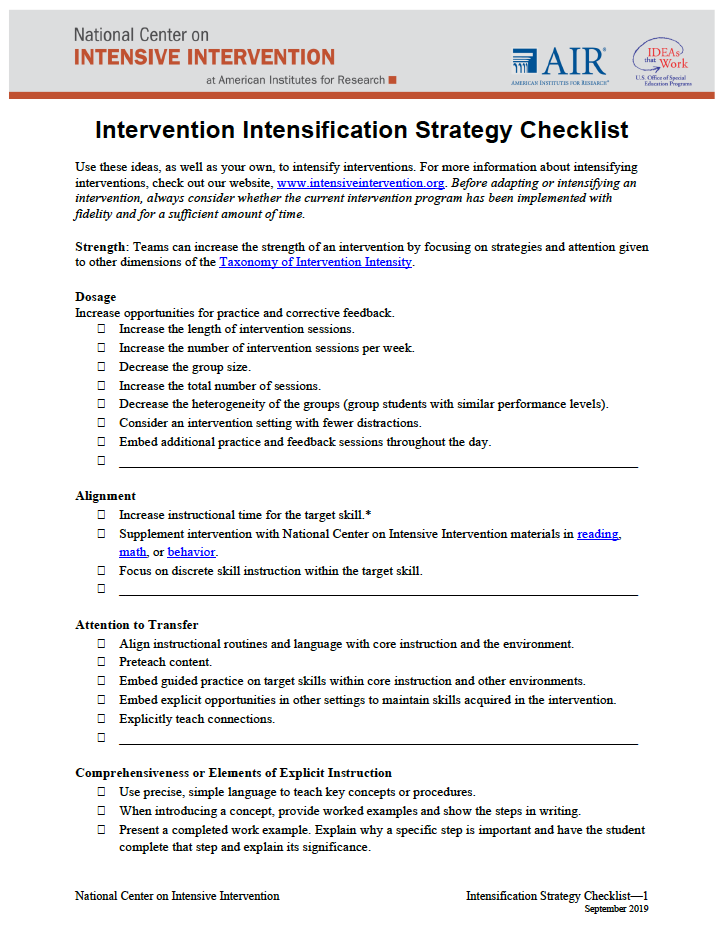 National Center on
INTENSIVE INTERVENTION
at American Institutes for Research
AIR®
AMERICAN INSTITUTES FOR RESEARCH®
IDEAs
that Work
U.S. Office of Special
Education Programs
Intervention Intensification Strategy Checklist
Use these ideas, as well as your own, to intensify interventions. For more information about intensifying
interventions, check out our website, www.intensiveintervention.org. Before adapting or intensifying an
intervention, always consider whether the current intervention program has been implemented with
fidelity and for a sufficient amount of time.
Strength: Teams can increase the strength of an intervention by focusing on strategies and attention given
to other dimensions of the Taxonomy of Intervention Intensity.
Dosage
Increase opportunities for practice and corrective feedback.
Increase the length of intervention sessions.
Increase the number of intervention sessions per week.
Decrease the group size.
Increase the total number of sessions.
Decrease the heterogeneity of the groups (group students with similar performance levels).
Consider an intervention setting with fewer distractions.
Embed additional practice and feedback sessions throughout the day.
Alignment
Increase instructional time for the target skill.*
Supplement intervention with National Center on Intensive Intervention materials in reading,
math, or behavior.
Focus on discrete skill instruction within the target skill.
Attention to Transfer
Align instructional routines and language with core instruction and the environment.
Preteach content.
Embed guided practice on target skills within core instruction and other environments.
Embed explicit opportunities in other settings to maintain skills acquired in the intervention.
Explicitly teach connections.
Comprehensiveness or Elements of Explicit Instruction
Use precise, simple language to teach key concepts or procedures.
When introducing a concept, provide worked examples and show the steps in writing.
Present a completed work example. Explain why a specific step is important and have the student
complete that step and explain its significance.
National Center on Intensive Intervention
Intensification Strategy Checklist—1
September 2019